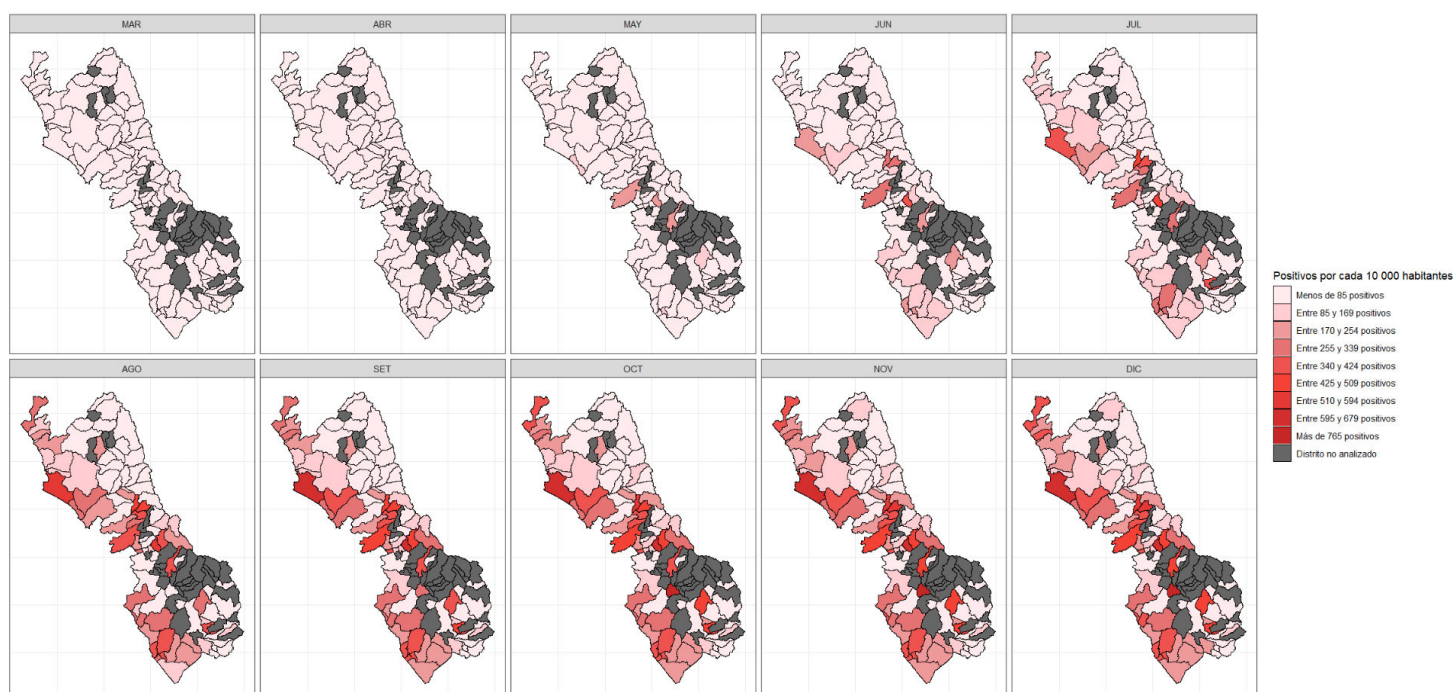 MAR
ABR
MAY
JUN
JUL
AGO
SET
OCT
NOV
DIC
Positivos por cada 10 000 habitantes
Menos de 85 positivos
Entre 85 y 169 positivos
Entre 170 y 254 positivos
Entre 255 y 339 positivos
Entre 340 y 424 positivos
Entre 425 y 509 positivos
Entre 510 y 594 positivos
Entre 595 y 679 positivos
Más de 765 positivos
Distrito no analizado